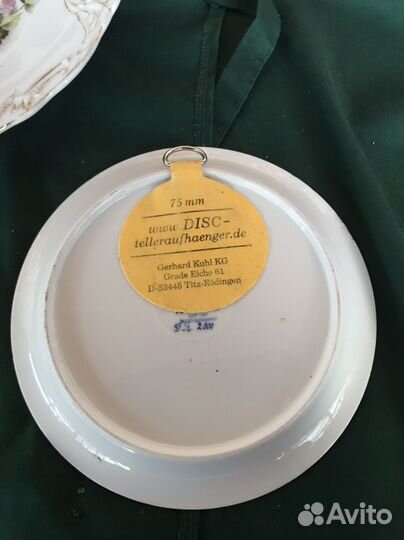 75 mm
www.DISC-
telleraufhaenger.de
Gerhard Kuhl KG
Grade Eiche 61
D-52445 Titz-Rödingen
Avito